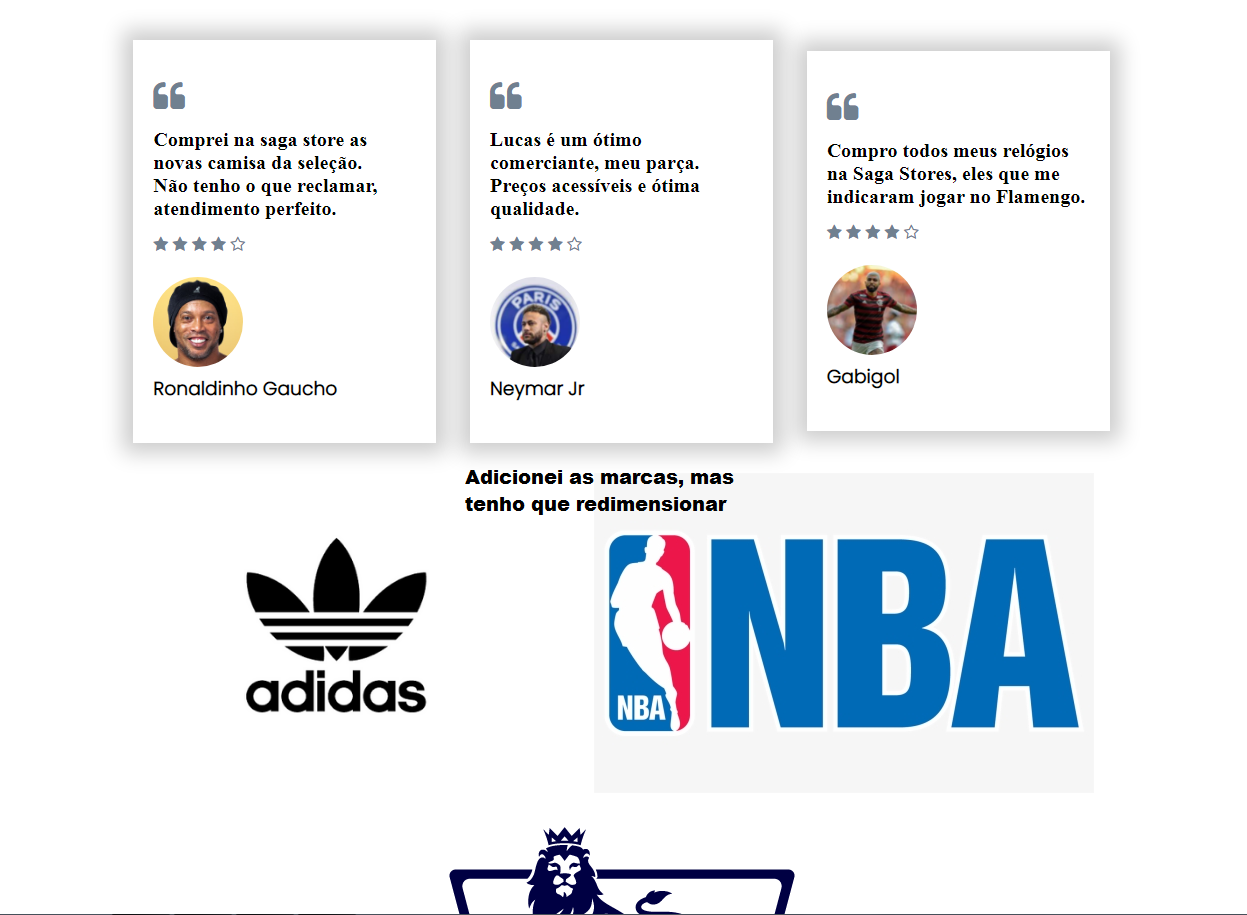 Comprei na saga store as
novas camisa da seleção.
Não tenho o que reclamar,
atendimento perfeito.
Ronaldinho Gaucho
Lucas é um ótimo
comerciante, meu parça.
Preços acessíveis e ótima
qualidade.
PARIS
Neymar Jr
Compro todos meus relógios
na Saga Stores, eles que me
indicaram jogar no Flamengo.
Gabigol
Adicionei as marcas, mas
tenho que redimensionar
adidas
NBA
NBA